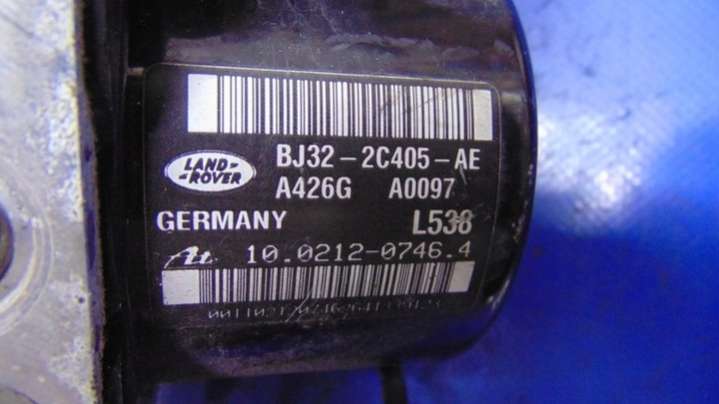 LAND-
-ROVER
BJ32-2C405-AE
A426G A0097
GERMANY L538
10.0212-0746.4